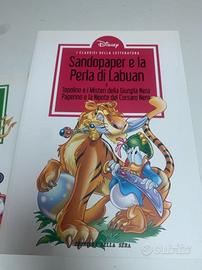 Disney
I CLASSICI DELLA LETTERATURA
Sandopaper e la
Perla di Labuan
e
Topolino e i Misteri della Giungla Nera
Paperino e la Nipote del Corsaro Nero
CORRIERE DELLA SERA
subito